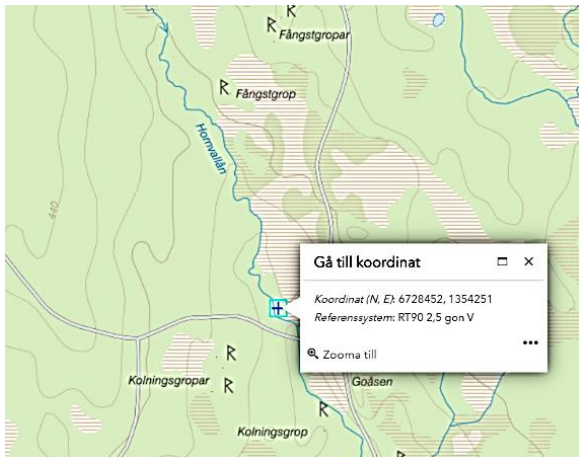 Fångstgropar
Fångstgrop
Hornvallån
440
Gå till koordinat
Koordinat (N, E): 6728452, 1354251
Referenssystem: RT90 2,5 gon V
Zooma till
Kolningsgropar
Goåsen
Kolningsgrop